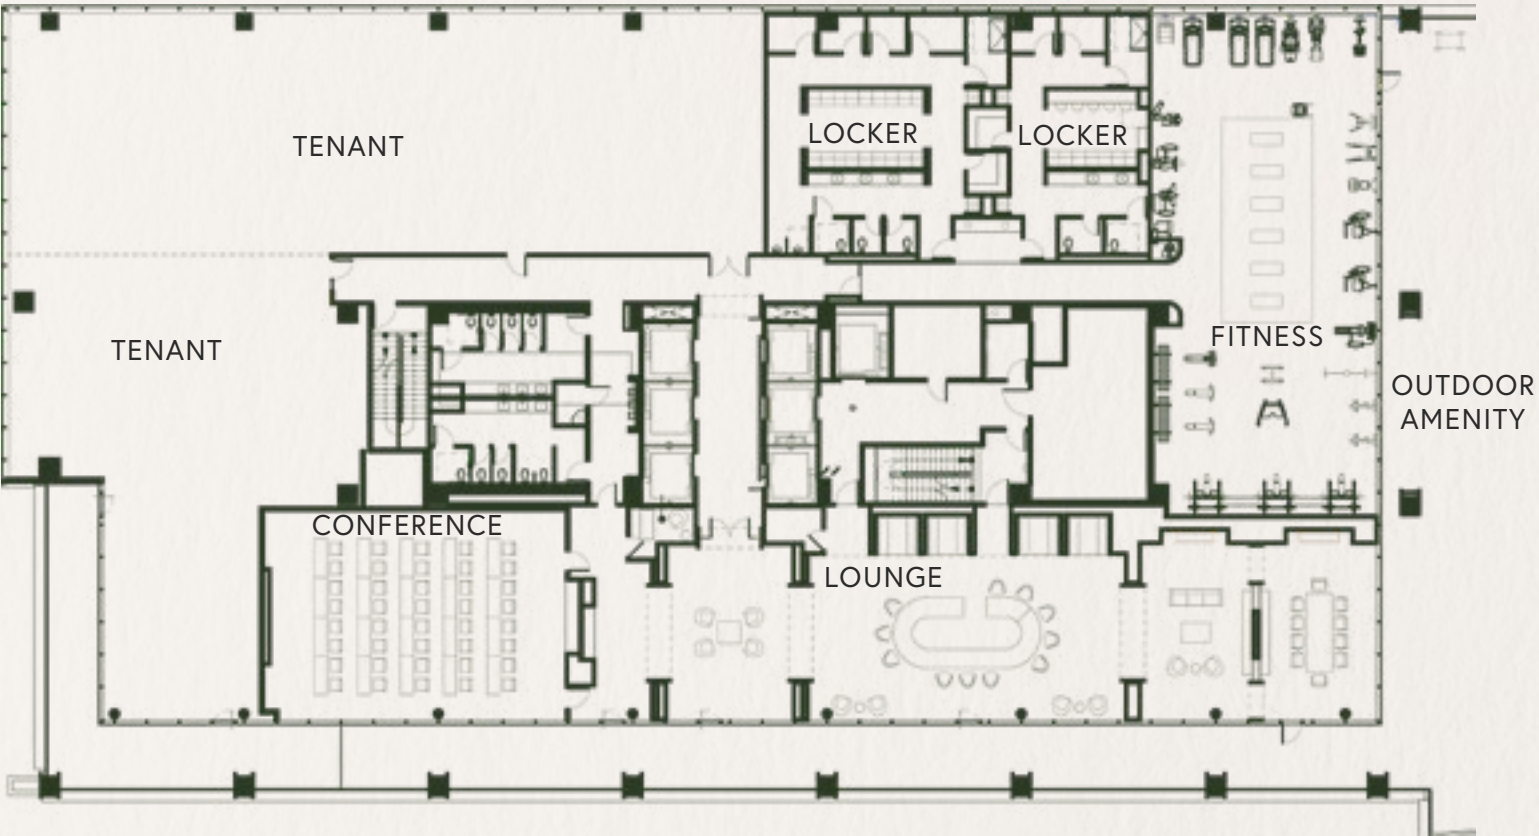 TENANT
LOCKER
LOCKER
TENANT
FITNESS
OUTDOOR
AMENITY
CONFERENCE
LOUNGE